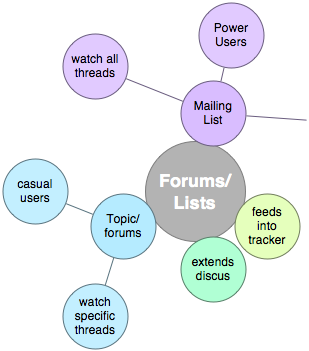 Power
Users
watch all
threads
Mailing
List
Forums/
Lists
casual
users
Topic/
forums
feeds
into
tracker
extends
discus
watch
specific
threads